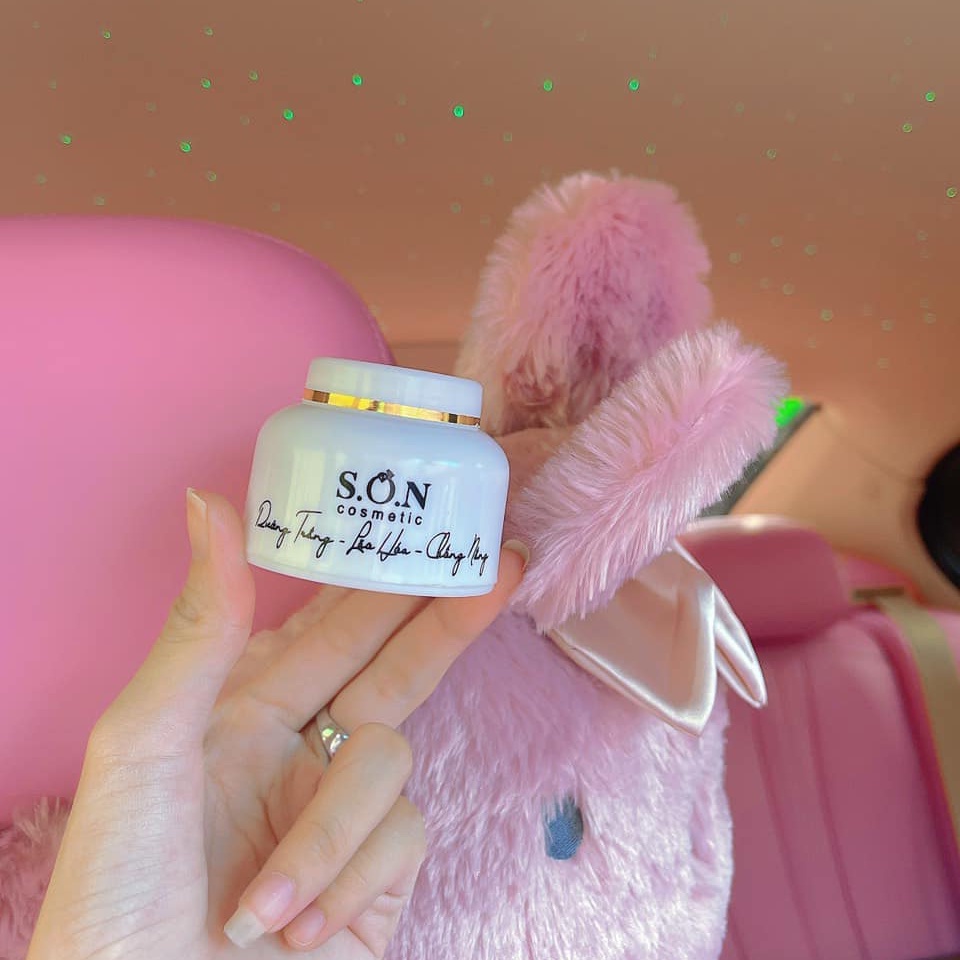 S.O.N
cosmetic
Dưỡng Trắng - Lão Hóa - Chống Nắng